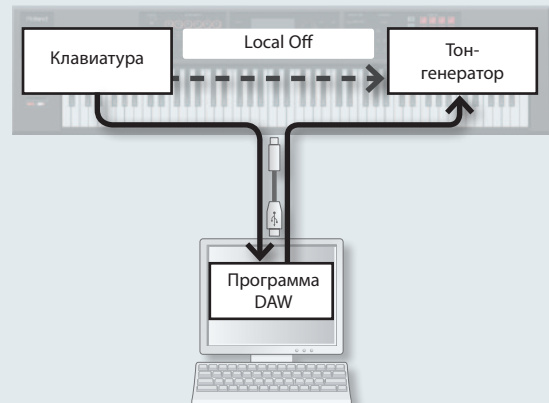 Клавиатура
Local Off
Тон-
генератор
Программа
DAW